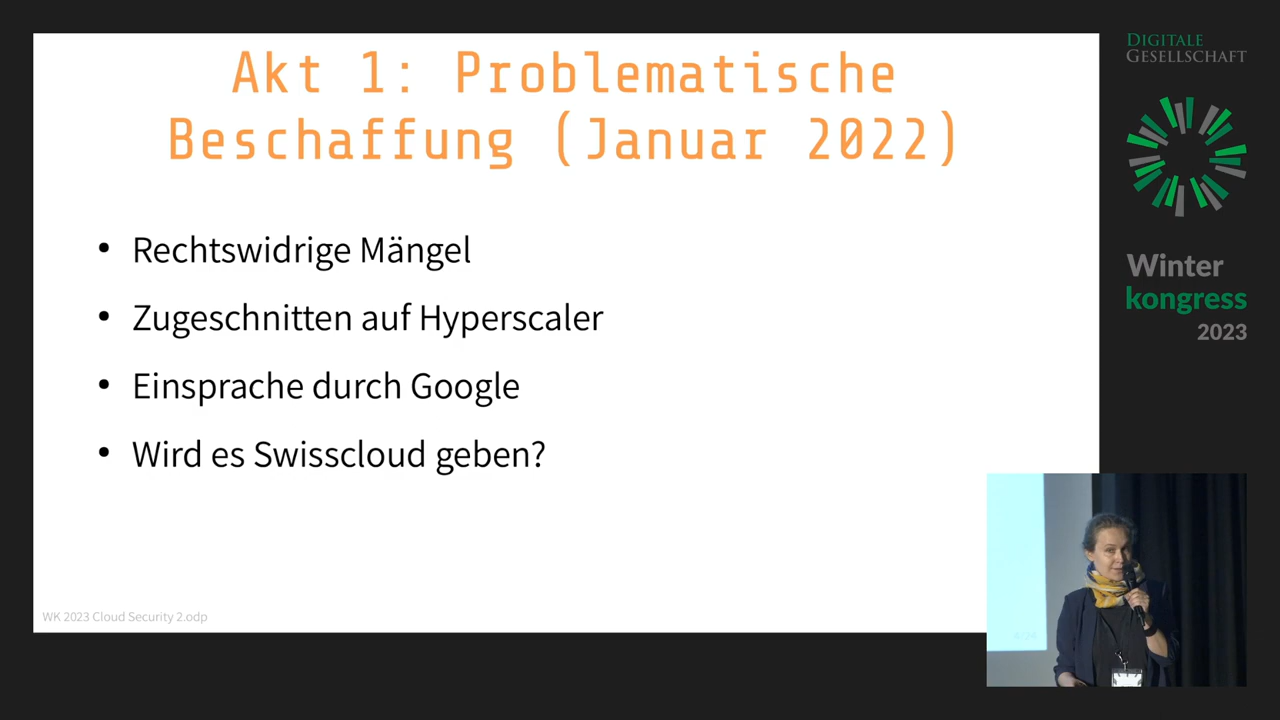 Akt 1: Problematische
Beschaffung (Januar 2022)
• Rechtswidrige Mängel
• Zugeschnitten auf Hyperscaler
• Einsprache durch Google
• Wird es Swisscloud geben?
WK 2023 Cloud Security 2.odp
DIGITALE
GESELLSCHAFT
Winter
kongress
2023